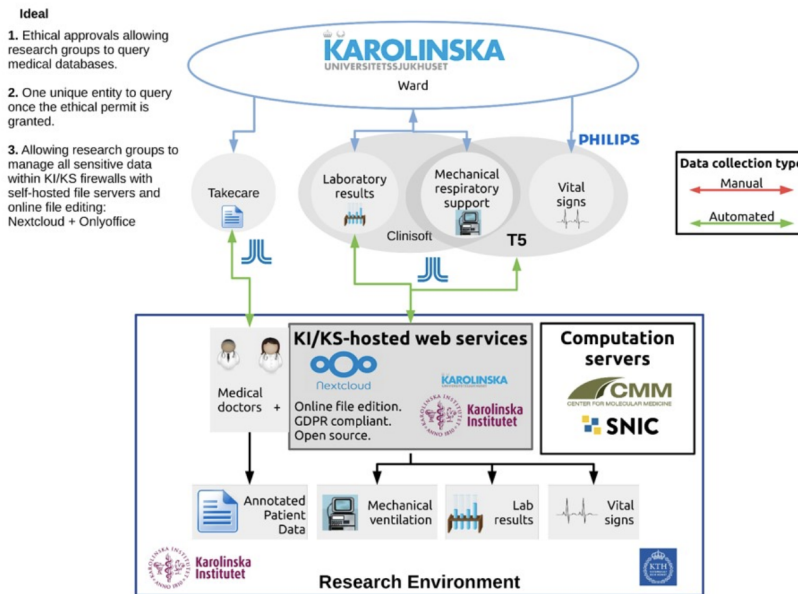 Ideal
1. Ethical approvals allowing
research groups to query
medical databases.
2. One unique entity to query
once the ethical permit is
granted.
3. Allowing research groups to
manage all sensitive data
within KI/KS firewalls with
self-hosted file servers and
online file editing:
Nextcloud + Onlyoffice
KAROLINSKA
UNIVERSITETSSJUKHUSET
Ward
PHILIPS
Takecare
Laboratory
results
Mechanical
respiratory
support
Vital
signs
Clinisoft
T5
Data collection type
Manual
Automated
Medical
doctors +
KI/KS-hosted web services
Nextcloud
KAROLINSKA
Online file edition.
GDPR compliant.
Open source.
Karolinska
Institutet
Computation
servers
CMM
CENTER FOR MOLECULAR MEDICINE
SNIC
Annotated
Patient
Data
Mechanical
ventilation
Lab
results
Vital
signs
Karolinska
Institutet
Research Environment
KTH